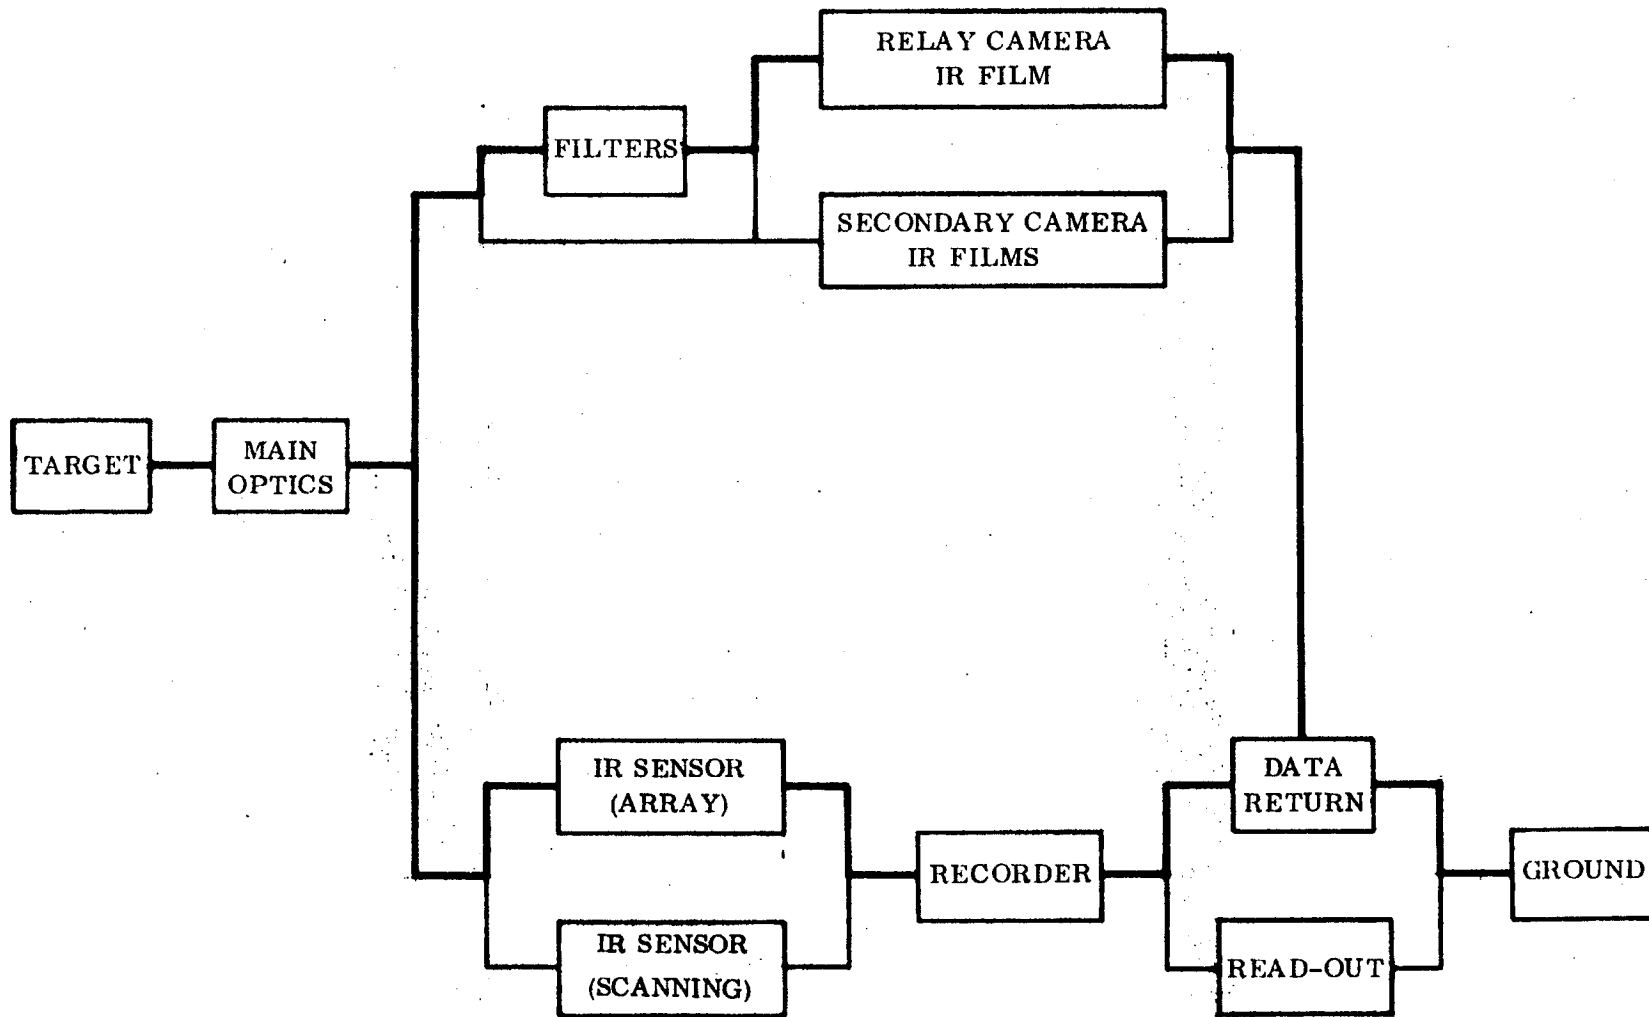 RELAY CAMERA
IR FILM
FILTERS
SECONDARY CAMERA
IR FILMS
TARGET
MAIN
OPTICS
IR SENSOR
(ARRAY)
DATA
RETURN
RECORDER
GROUND
IR SENSOR
(SCANNING)
READ-OUT